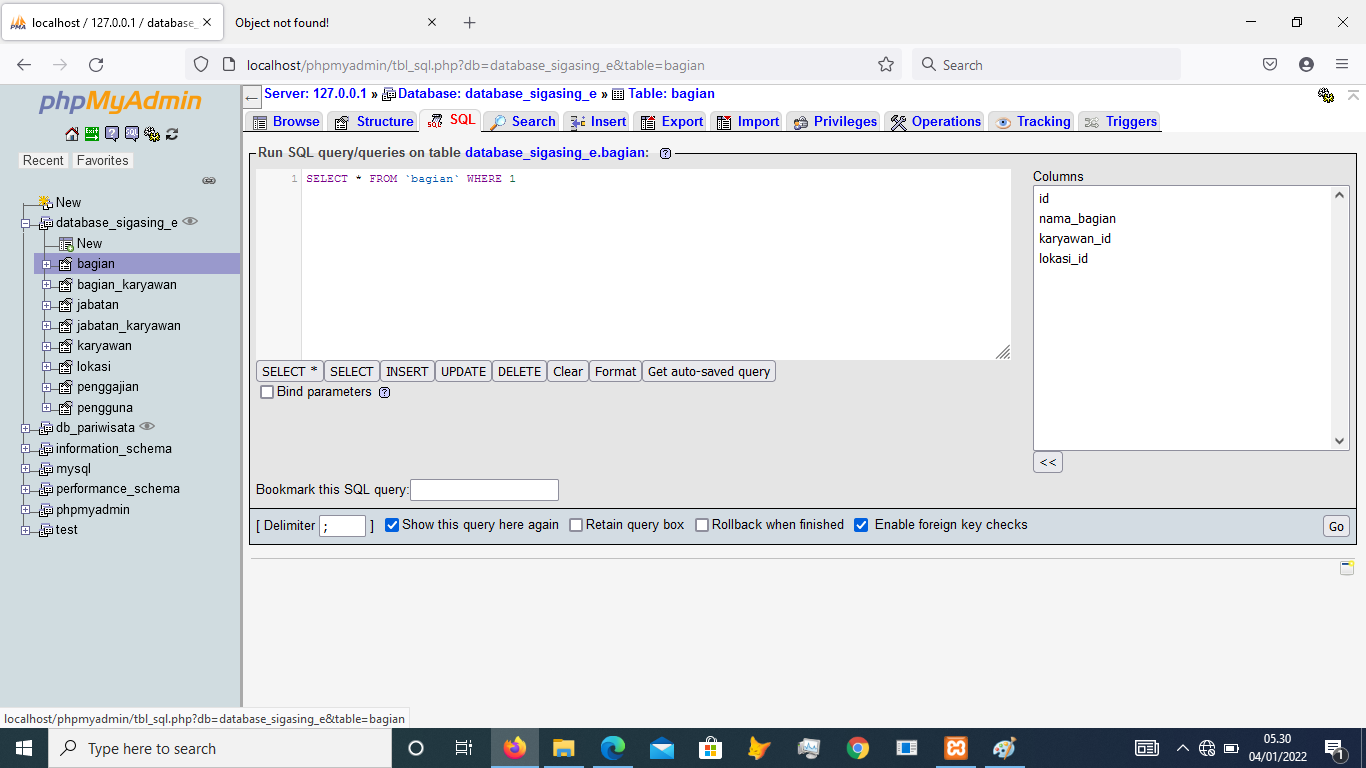 localhost / 127.0.0.1 / database_
Object not found!
localhost/phpmyadmin/tbl_sql.php?db=database_sigasing_e&table=bagian
Search
phpMyAdmin
Recent Favorites
New
database_sigasing_e
New
bagian
bagian_karyawan
jabatan
jabatan_karyawan
karyawan
lokasi
penggajian
pengguna
db_pariwisata
information_schema
mysql
performance_schema
phpmyadmin
test
Server: 127.0.0.1 » Database: database_sigasing_e » Table: bagian
Browse Structure SQL Search Insert Export Import Privileges Operations Tracking Triggers
Run SQL query/queries on table database_sigasing_e.bagian:
1 SELECT * FROM `bagian` WHERE 1
Columns
id
nama_bagian
karyawan_id
lokasi_id
<<
SELECT * SELECT INSERT UPDATE DELETE Clear Format Get auto-saved query
Bind parameters
Bookmark this SQL query:
[ Delimiter ; ] Show this query here again Retain query box Rollback when finished Enable foreign key checks Go
localhost/phpmyadmin/tbl_sql.php?db=database_sigasing_e&table=bagian
Type here to search
05.30
04/01/2022
1